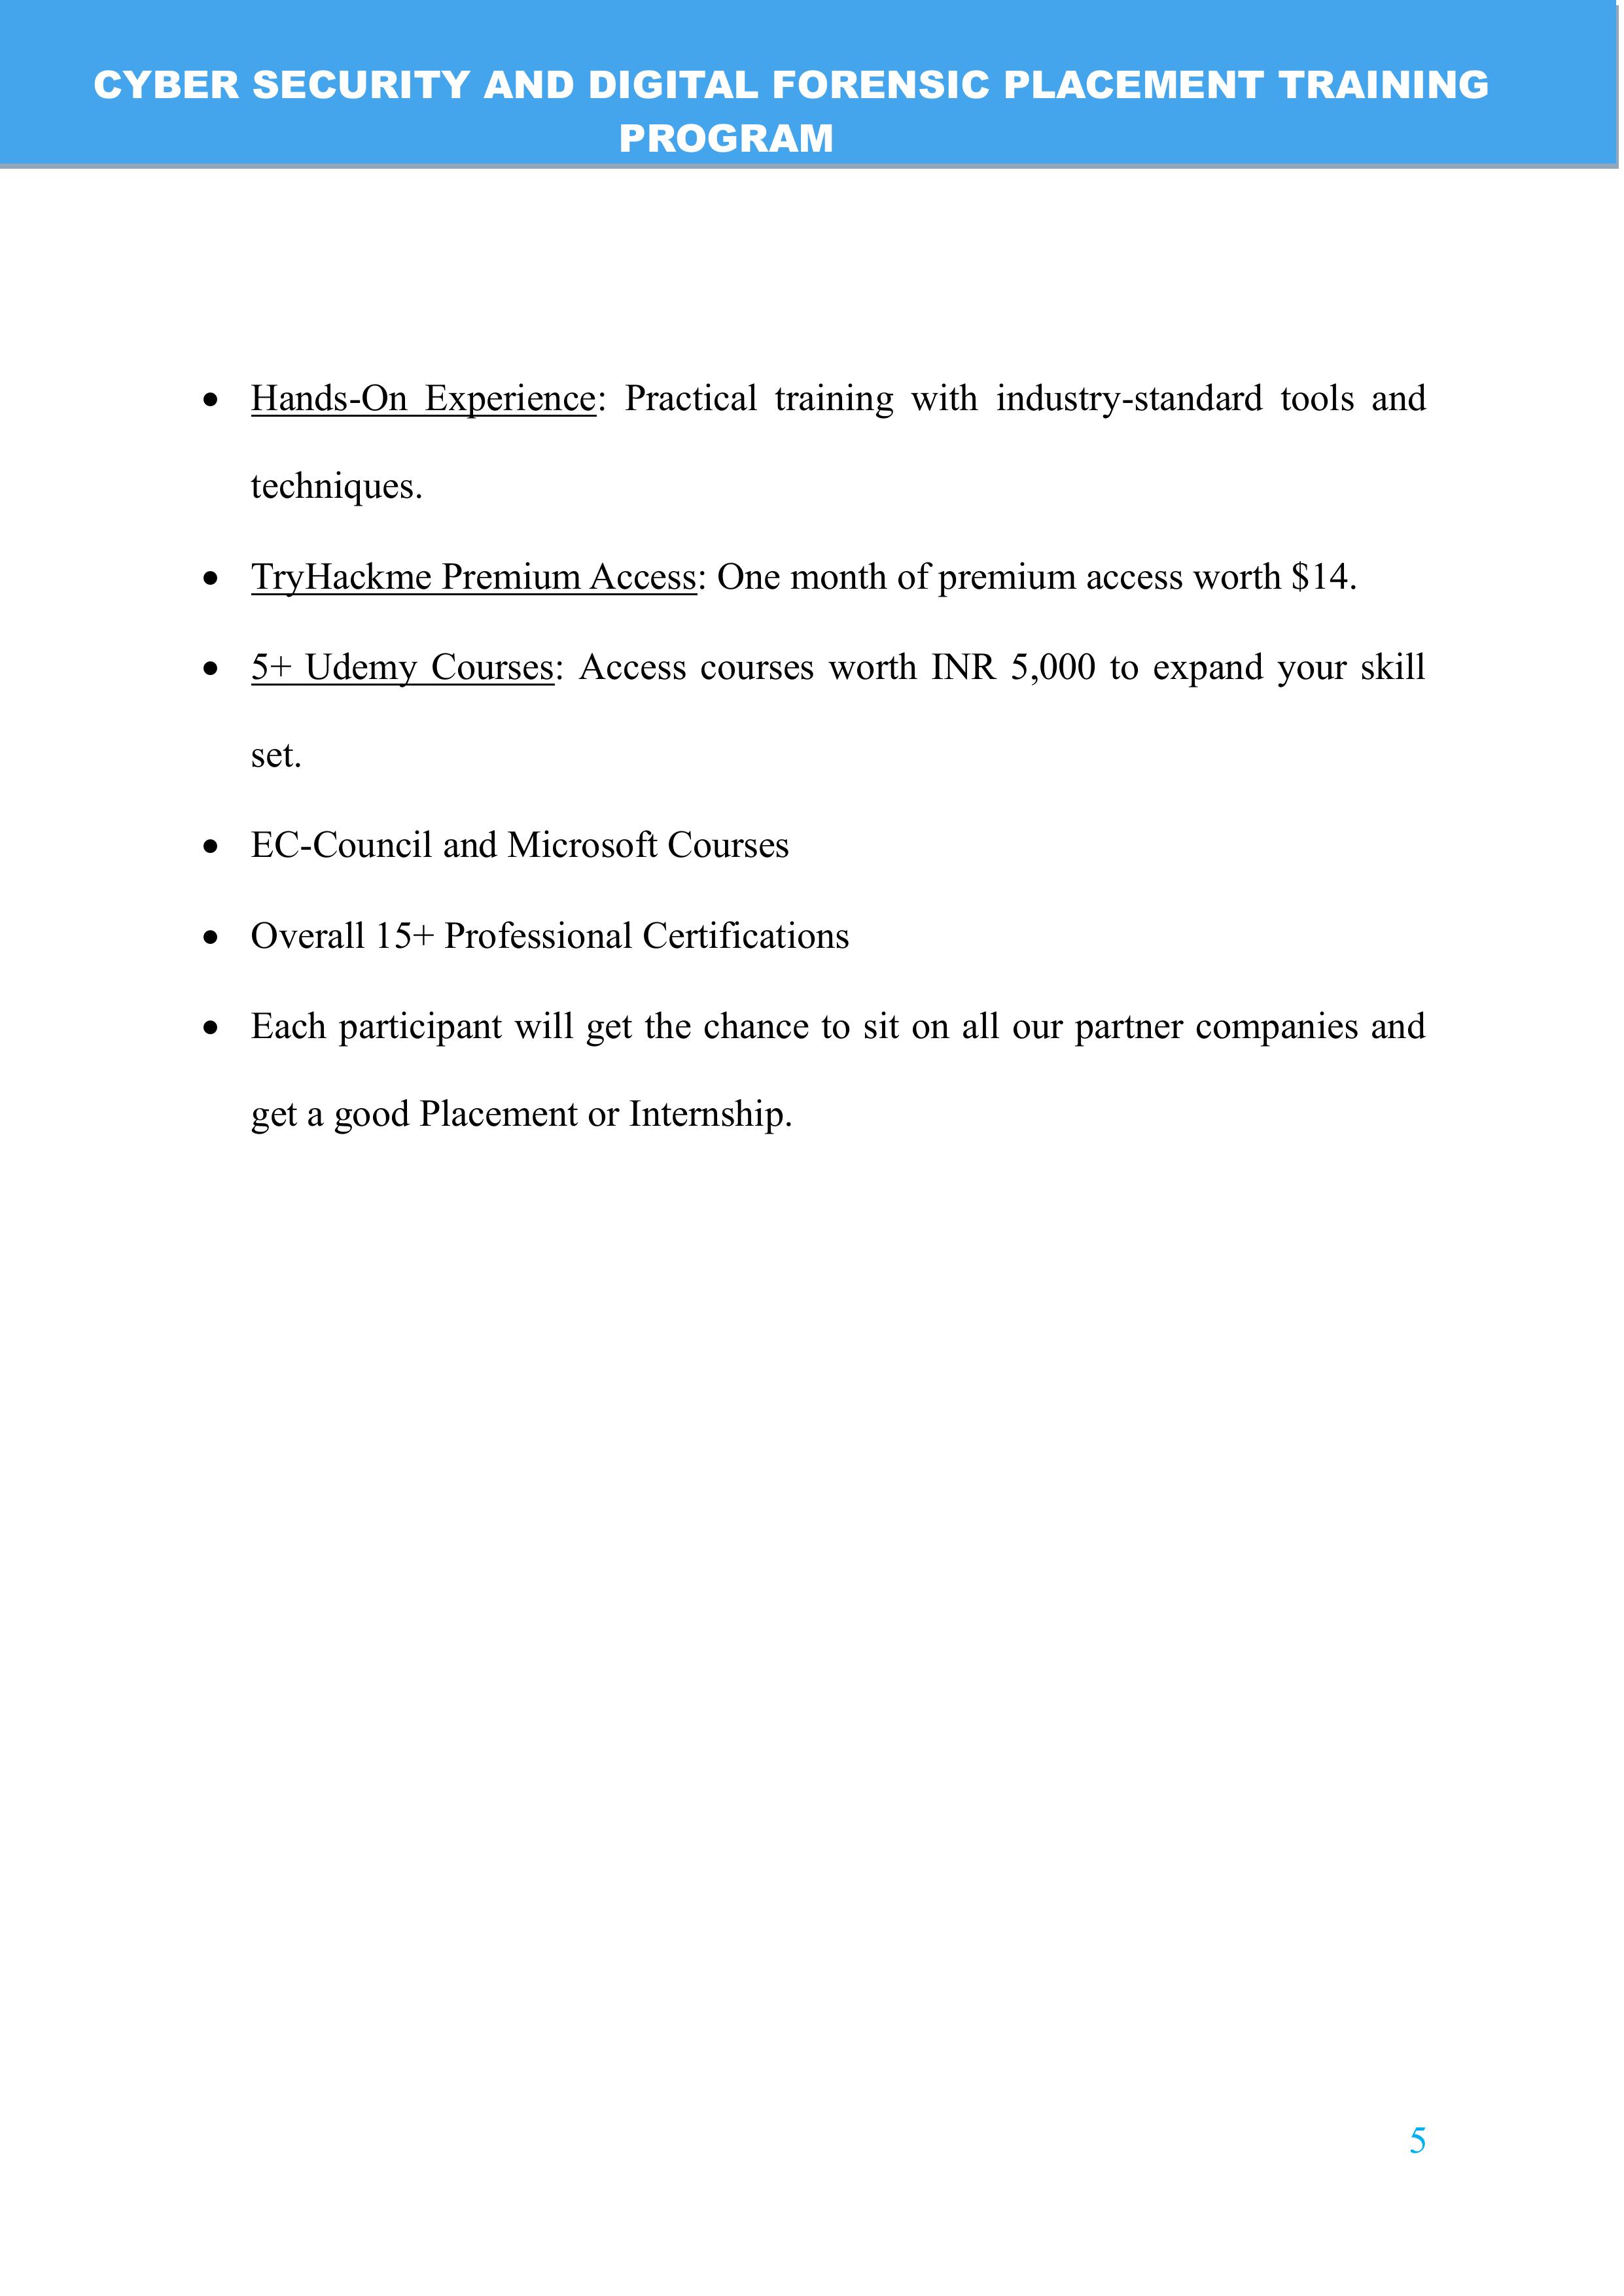 CYBER SECURITY AND DIGITAL FORENSIC PLACEMENT TRAINING
PROGRAM
• Hands-On Experience: Practical training with industry-standard tools and
techniques.
• TryHackme Premium Access: One month of premium access worth $14.
• 5+ Udemy Courses: Access courses worth INR 5,000 to expand your skill
set.
• EC-Council and Microsoft Courses
• Overall 15+ Professional Certifications
• Each participant will get the chance to sit on all our partner companies and
get a good Placement or Internship.
5